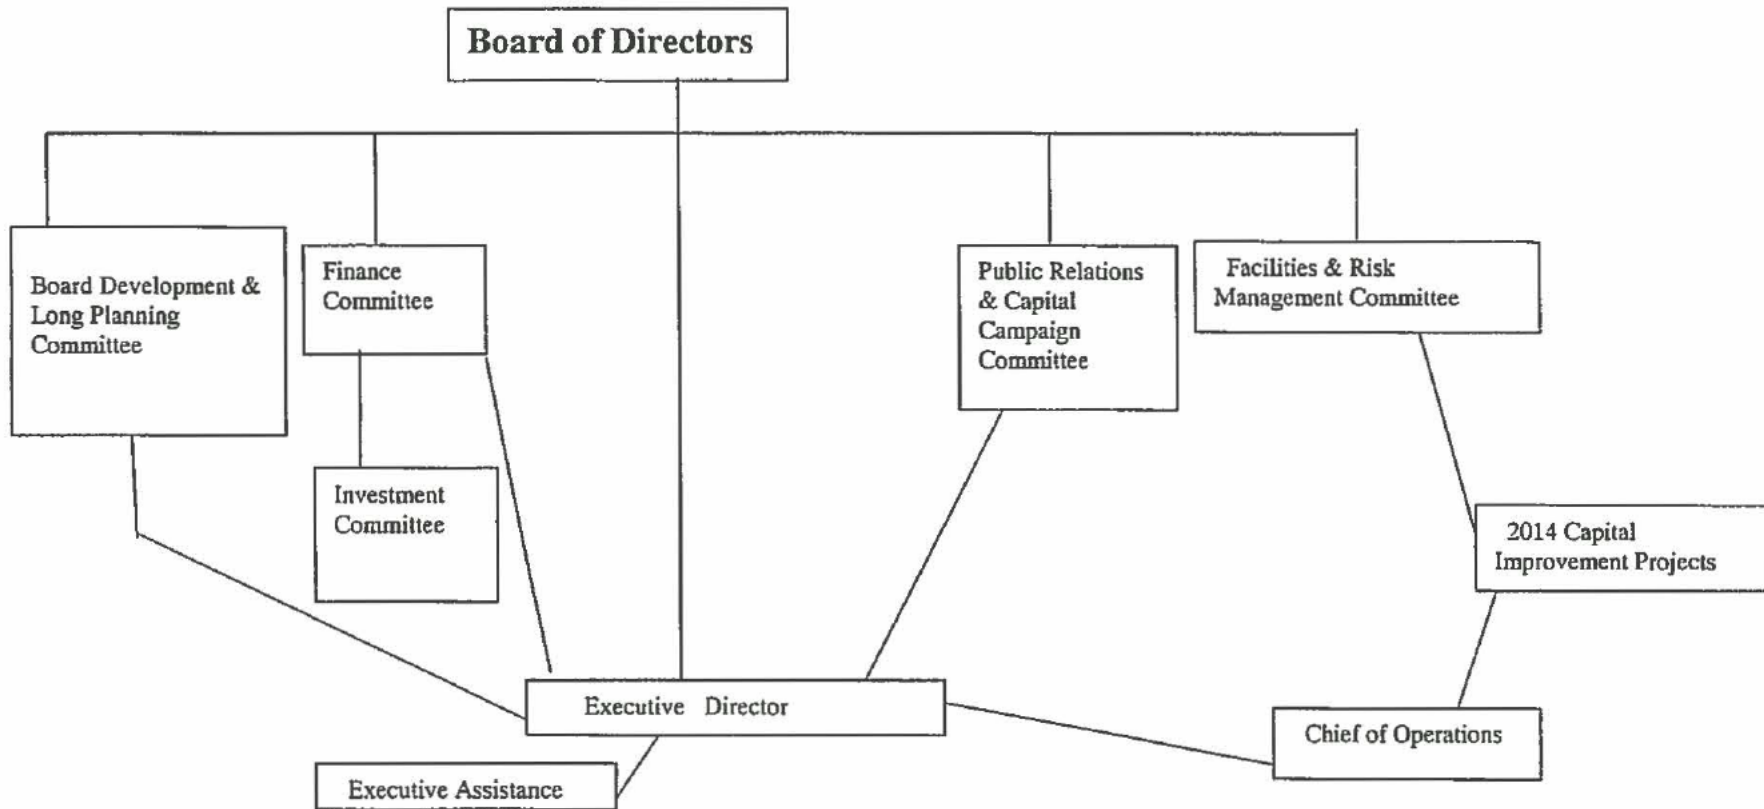 Board of Directors
Board Development &
Long Planning
Committee
Finance
Committee
Public Relations
& Capital
Campaign
Committee
Facilities & Risk
Management Committee
Investment
Committee
2014 Capital
Improvement Projects
Executive Director
Chief of Operations
Executive Assistance